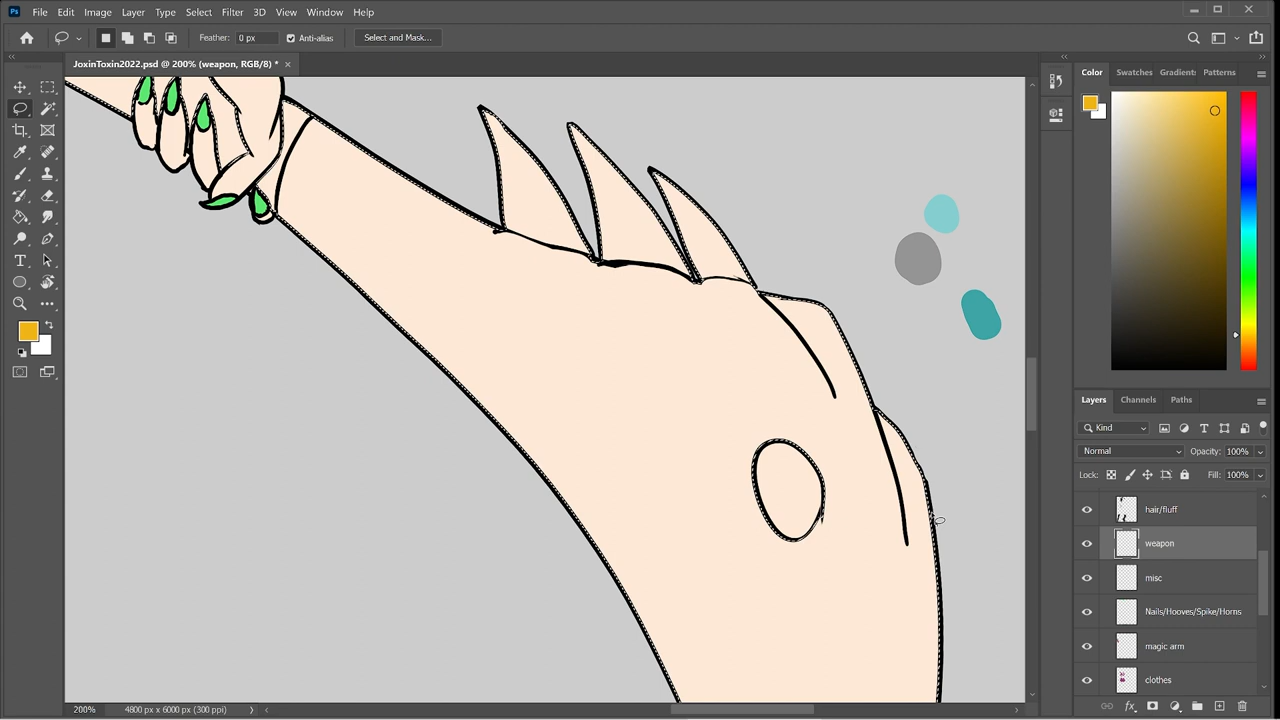 Ps File Edit Image Layer Type Select Filter 3D View Window Help
Feather: 0 px Anti-alias Select and Mask...
JoxinToxin2022.psd @ 200% (weapon, RGB/8) * ×
Color Swatches Gradients Patterns
Layers Channels Paths
Kind
Normal Opacity: 100%
Lock: Fill: 100%
hair/fluff
weapon
misc
Nails/Hooves/Spike/Horns
magic arm
clothes
fx
200% 4800 px x 6000 px (300 ppi)